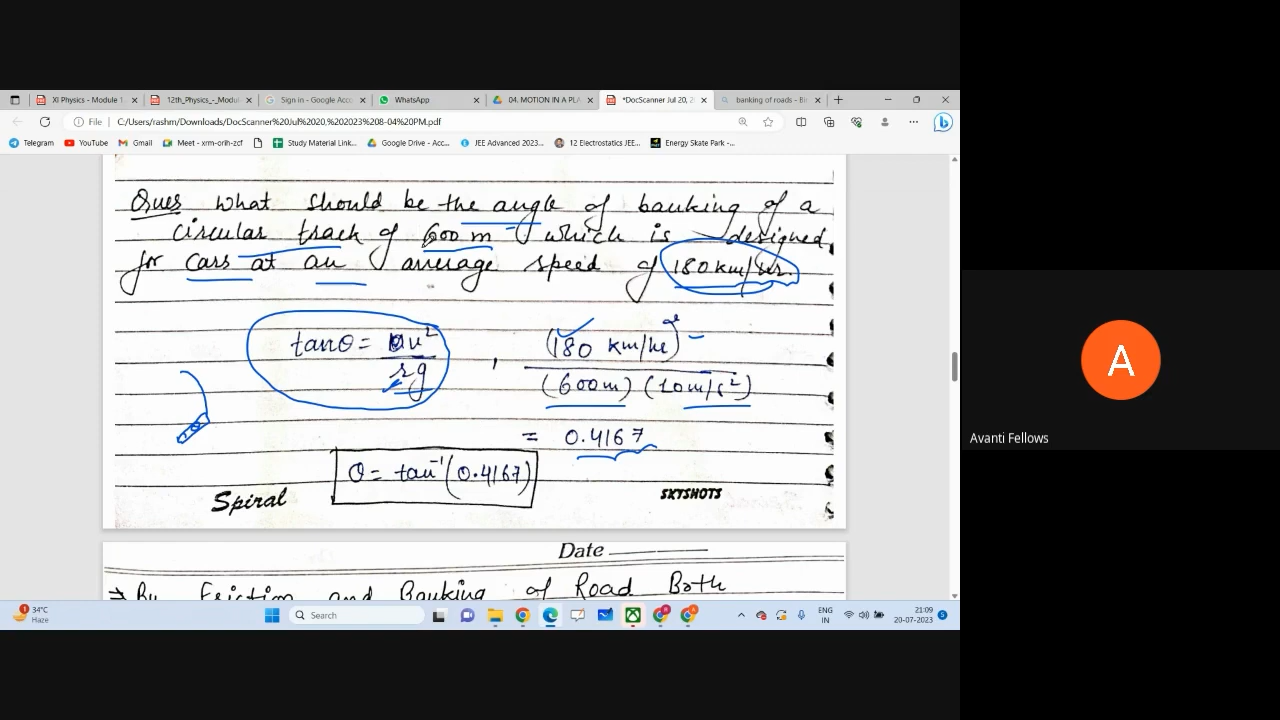 XI Physics - Module 1
12th_Physics_-_Modu
Sign in - Google Acco
WhatsApp
04. MOTION IN A PLA
*DocScanner Jul 20, 2
banking of roads - Bin
File
C:/Users/rashm/Downloads/DocScanner%20Jul%2020,%202023%208-04%20PM.pdf
Telegram
YouTube
Gmail
Meet - xrm-orih-zcf
Study Material Link...
Google Drive - Acc...
JEE Advanced 2023...
12 Electrostatics JEE...
Energy Skate Park -...
Ques what should be the angle of banking of a
circular track of 600 m which is designed
for cars at an average speed of 180 km/hr.
tanθ = v²/rg , (180 km/hr)²/(600m)(10m/s²)
= 0.4167
θ = tan⁻¹(0.4167)
Spiral
SKYSHOTS
Date
⇒ By Friction and Banking of Road Both
A
Avanti Fellows
34°C
Haze
Search
ENG
IN
21:09
20-07-2023